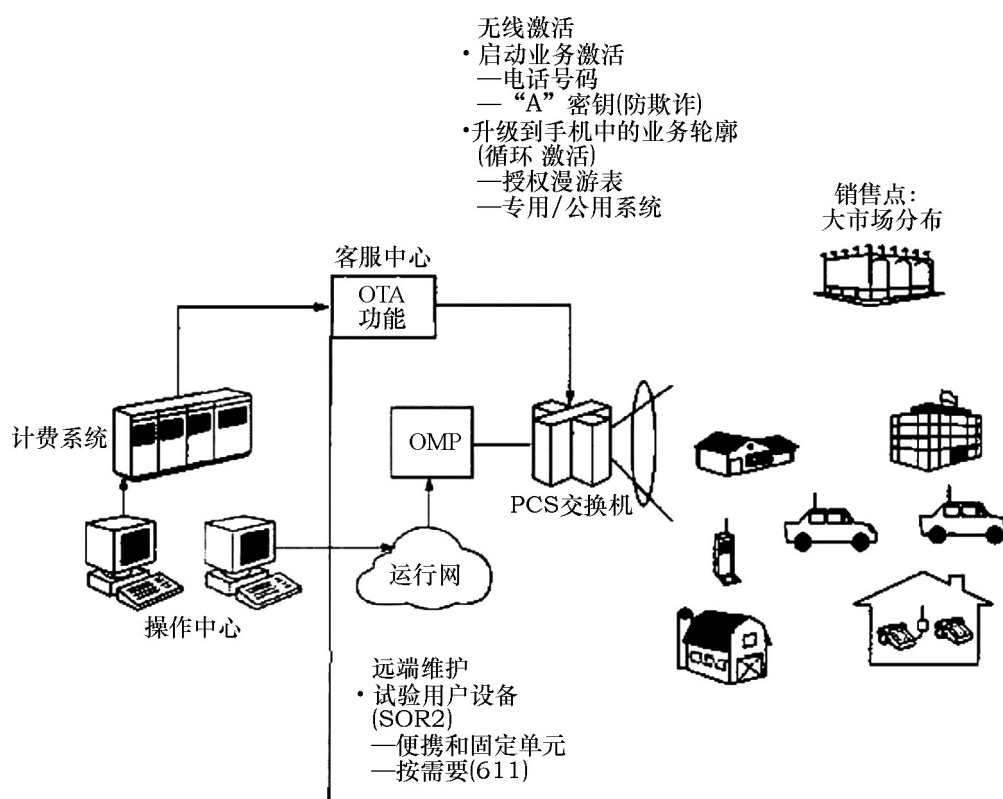 无线激活
• 启动业务激活
—电话号码
—“A”密钥(防欺诈)
•升级到手机中的业务轮廓
(循环 激活)
—授权漫游表
—专用/公用系统
销售点：
大市场分布
客服中心
OTA
功能
计费系统
OMP
PCS交换机
运行网
操作中心
远端维护
• 试验用户设备
(SOR2)
—便携和固定单元
—按需要(611)